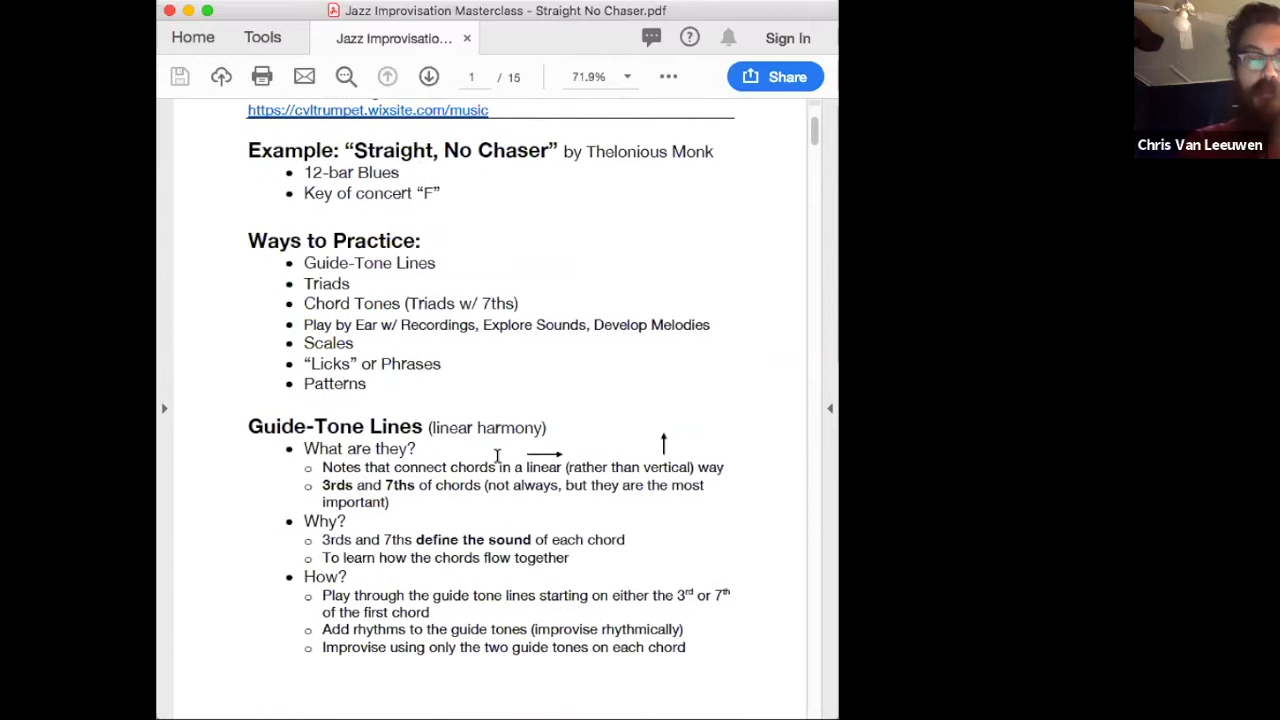 Jazz Improvisation Masterclass - Straight No Chaser.pdf
Home Tools Jazz Improvisatio... × Sign In
1 / 15 71.9% Share
https://cvltrumpet.wixsite.com/music
Example: “Straight, No Chaser” by Thelonious Monk
• 12-bar Blues
• Key of concert “F”
Ways to Practice:
• Guide-Tone Lines
• Triads
• Chord Tones (Triads w/ 7ths)
• Play by Ear w/ Recordings, Explore Sounds, Develop Melodies
• Scales
• “Licks” or Phrases
• Patterns
Guide-Tone Lines (linear harmony)
• What are they?
o Notes that connect chords in a linear (rather than vertical) way
o 3rds and 7ths of chords (not always, but they are the most
important)
• Why?
o 3rds and 7ths define the sound of each chord
o To learn how the chords flow together
• How?
o Play through the guide tone lines starting on either the 3rd or 7th
of the first chord
o Add rhythms to the guide tones (improvise rhythmically)
o Improvise using only the two guide tones on each chord
Chris Van Leeuwen